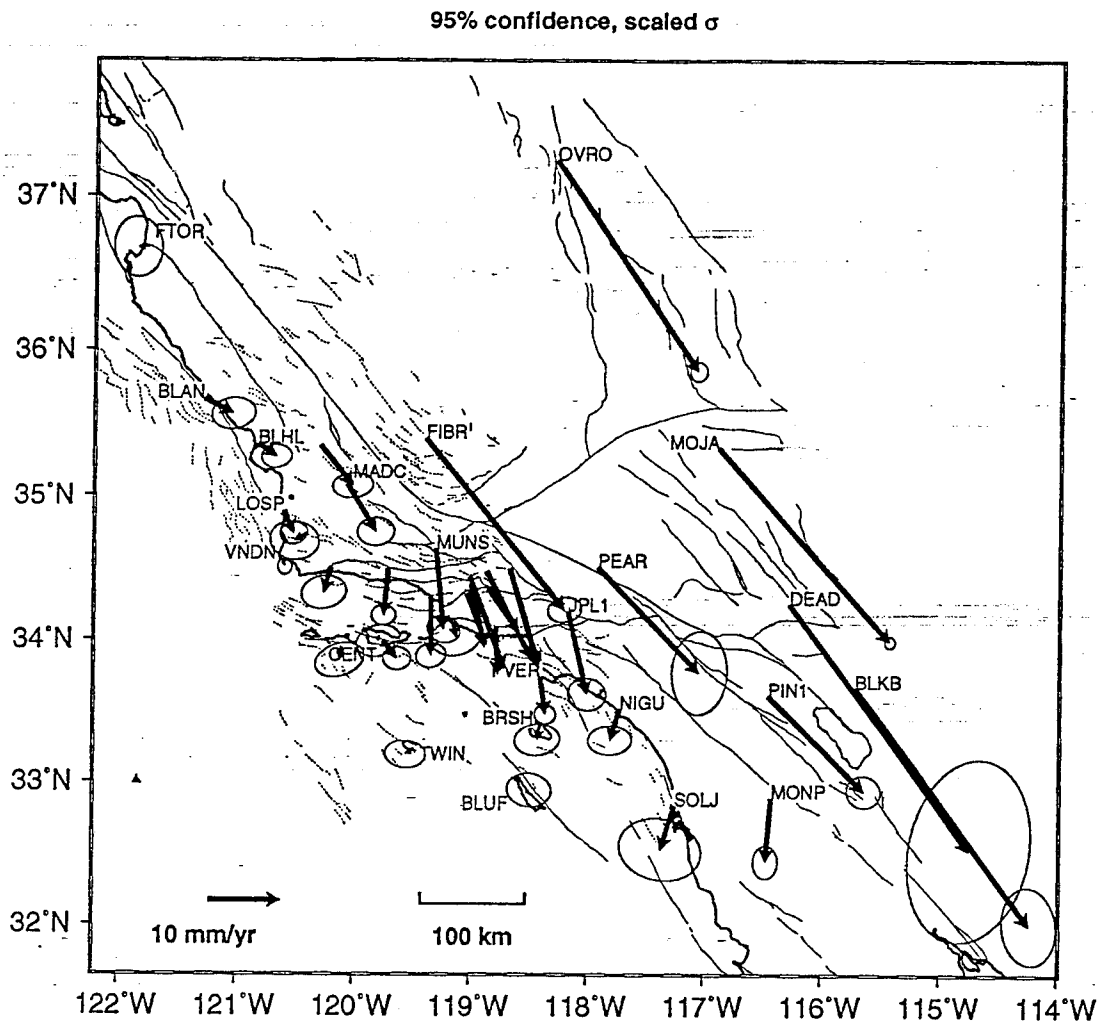 95% confidence, scaled σ
OVRO
37°N
FTOR
36°N
BLAN
BLHL
FIBR
MOJA
35°N
MADC
LOSP
VNDN
MUNS
PEAR
DEAD
JPL1
34°N
CENT
PVER
BLKB
PIN1
BRSH
NIGU
TWIN
33°N
BLUF
SOLJ
MONP
32°N
10 mm/yr
100 km
122°W 121°W 120°W 119°W 118°W 117°W 116°W 115°W 114°W